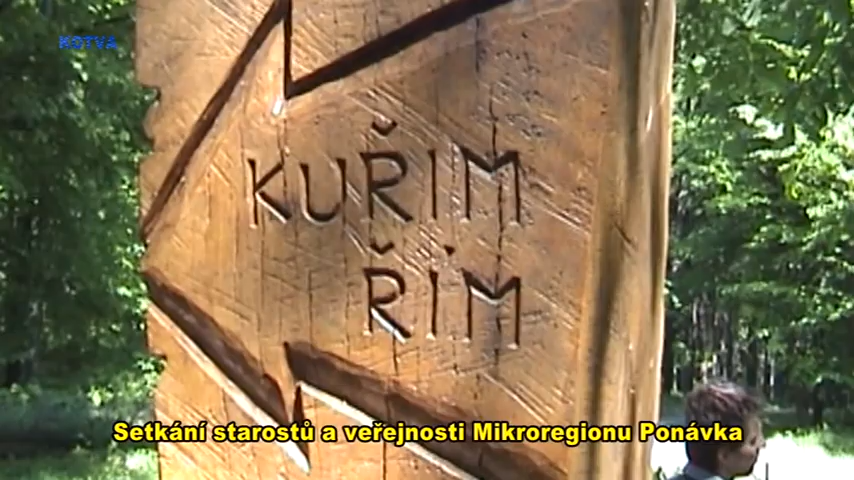 KOTVA
KUŘIM
ŘÍM
Setkání starostů a veřejnosti Mikroregionu Ponávka